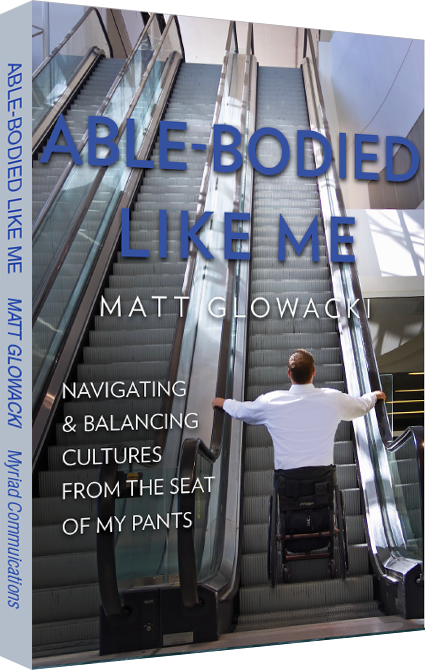 ABLE-BODIED LIKE ME MATT GLOWACKI Myriad Commucations
ABLE-BODIED
LIKE ME
MATT GLOWACKI
NAVIGATING
& BALANCING
CULTURES
FROM THE SEAT
OF MY PANTS